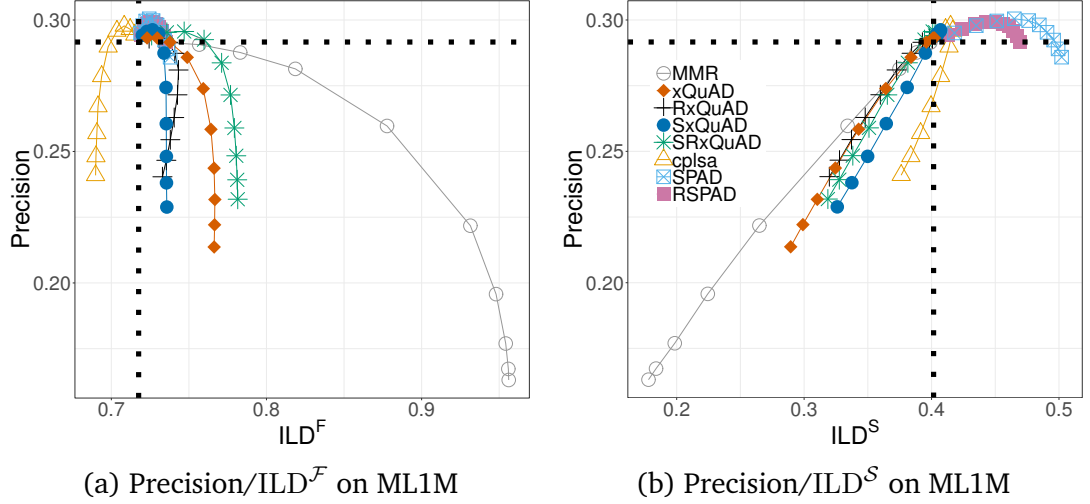 0.30
0.25
0.20
Precision
0.7
0.8
0.9
ILD^F
(a) Precision/ILD^ℱ on ML1M
0.30
0.25
0.20
Precision
MMR
xQuAD
RxQuAD
SxQuAD
SRxQuAD
cplsa
SPAD
RSPAD
0.2
0.3
0.4
0.5
ILD^S
(b) Precision/ILD^𝒮 on ML1M